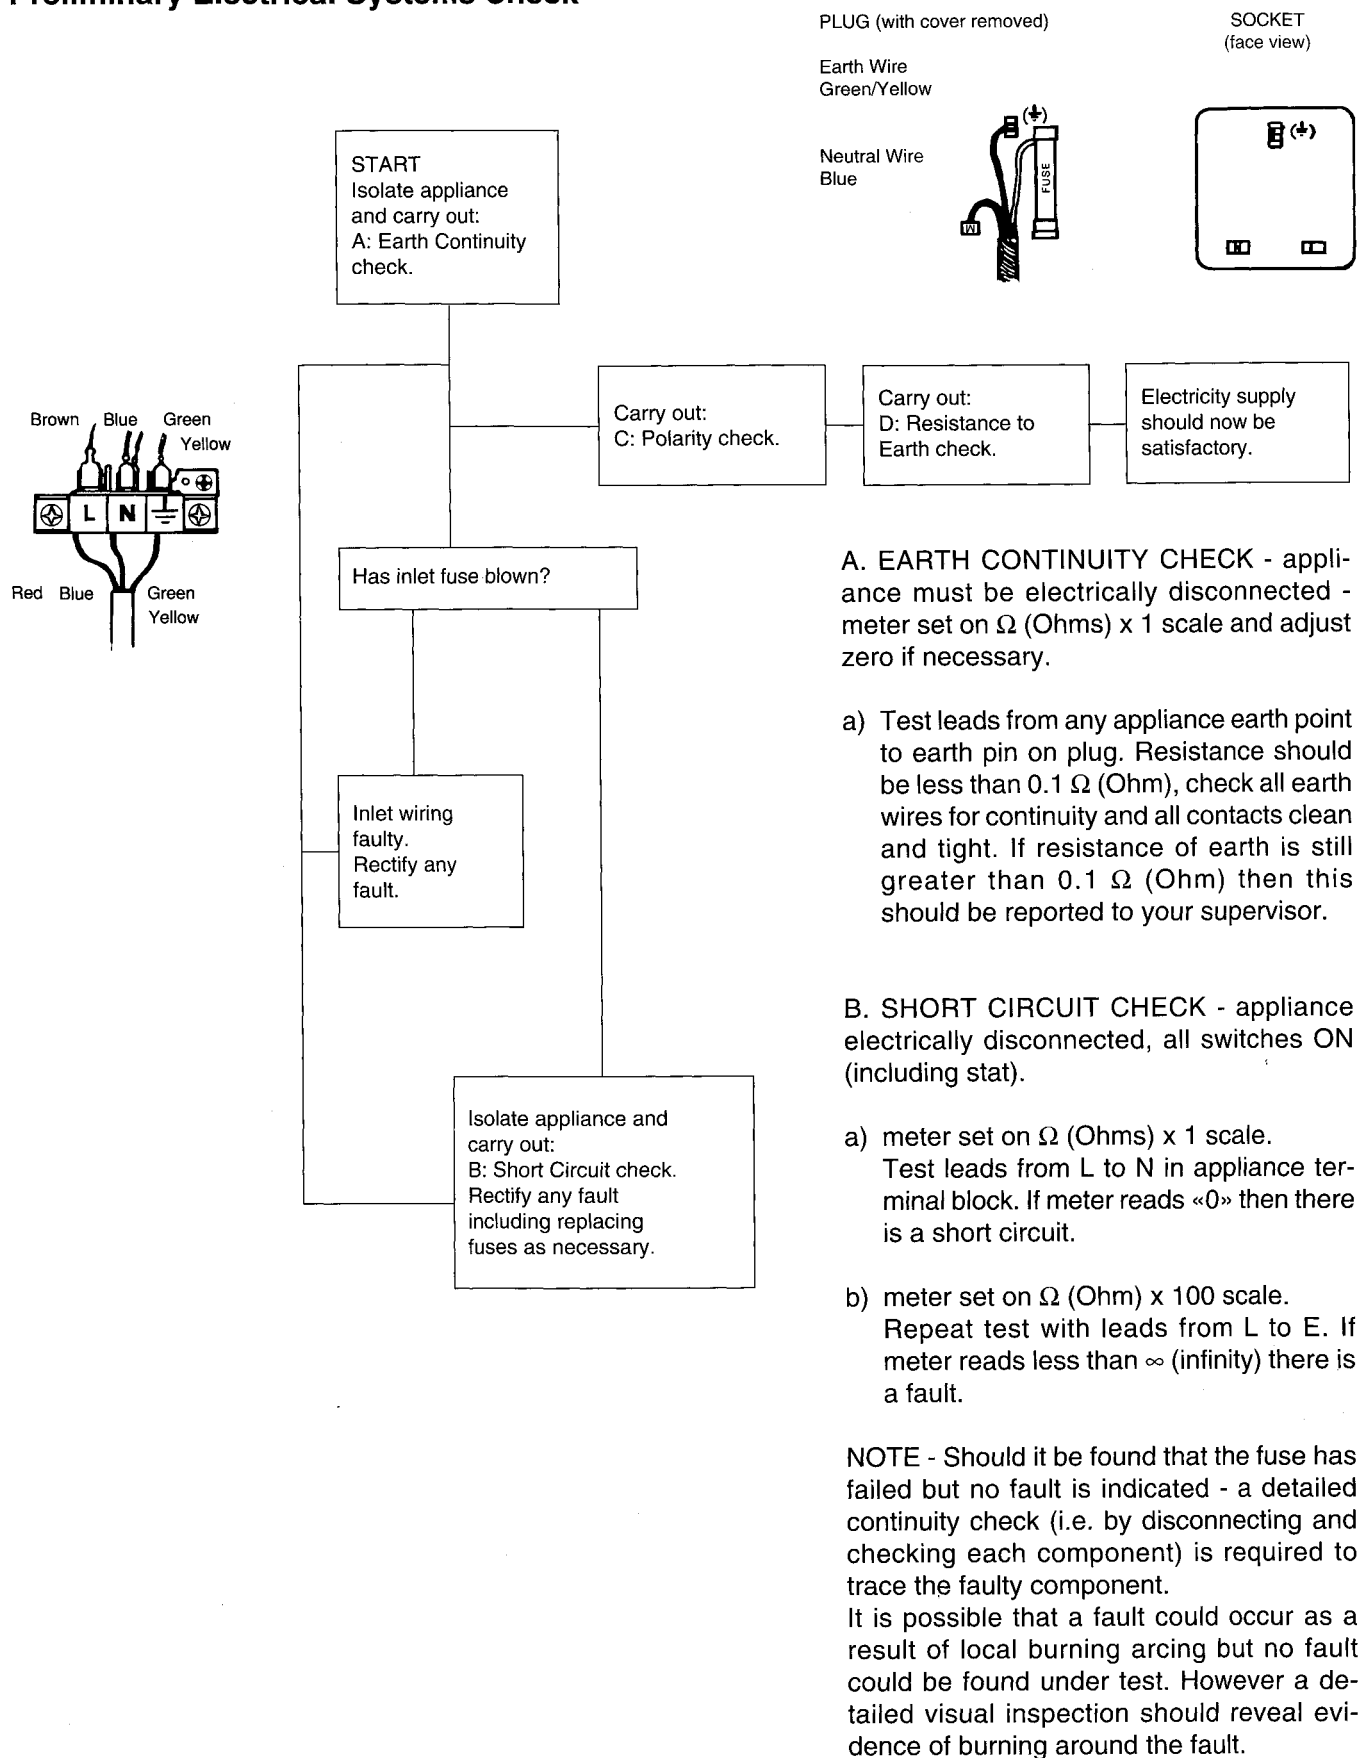 Preliminary Electrical Systems Check
PLUG (with cover removed)
SOCKET
(face view)
Earth Wire
Green/Yellow
(⏚)
Neutral Wire
Blue
FUSE
N
(⏚)
START
Isolate appliance
and carry out:
A: Earth Continuity
check.
Carry out:
C: Polarity check.
Carry out:
D: Resistance to
Earth check.
Electricity supply
should now be
satisfactory.
Brown Blue Green
Yellow
L N ⏚
Red Blue Green
Yellow
Has inlet fuse blown?
Inlet wiring
faulty.
Rectify any
fault.
Isolate appliance and
carry out:
B: Short Circuit check.
Rectify any fault
including replacing
fuses as necessary.
A. EARTH CONTINUITY CHECK - appli-
ance must be electrically disconnected -
meter set on Ω (Ohms) x 1 scale and adjust
zero if necessary.
a) Test leads from any appliance earth point
to earth pin on plug. Resistance should
be less than 0.1 Ω (Ohm), check all earth
wires for continuity and all contacts clean
and tight. If resistance of earth is still
greater than 0.1 Ω (Ohm) then this
should be reported to your supervisor.
B. SHORT CIRCUIT CHECK - appliance
electrically disconnected, all switches ON
(including stat).
a) meter set on Ω (Ohms) x 1 scale.
Test leads from L to N in appliance ter-
minal block. If meter reads «0» then there
is a short circuit.
b) meter set on Ω (Ohm) x 100 scale.
Repeat test with leads from L to E. If
meter reads less than ∞ (infinity) there is
a fault.
NOTE - Should it be found that the fuse has
failed but no fault is indicated - a detailed
continuity check (i.e. by disconnecting and
checking each component) is required to
trace the faulty component.
It is possible that a fault could occur as a
result of local burning arcing but no fault
could be found under test. However a de-
tailed visual inspection should reveal evi-
dence of burning around the fault.